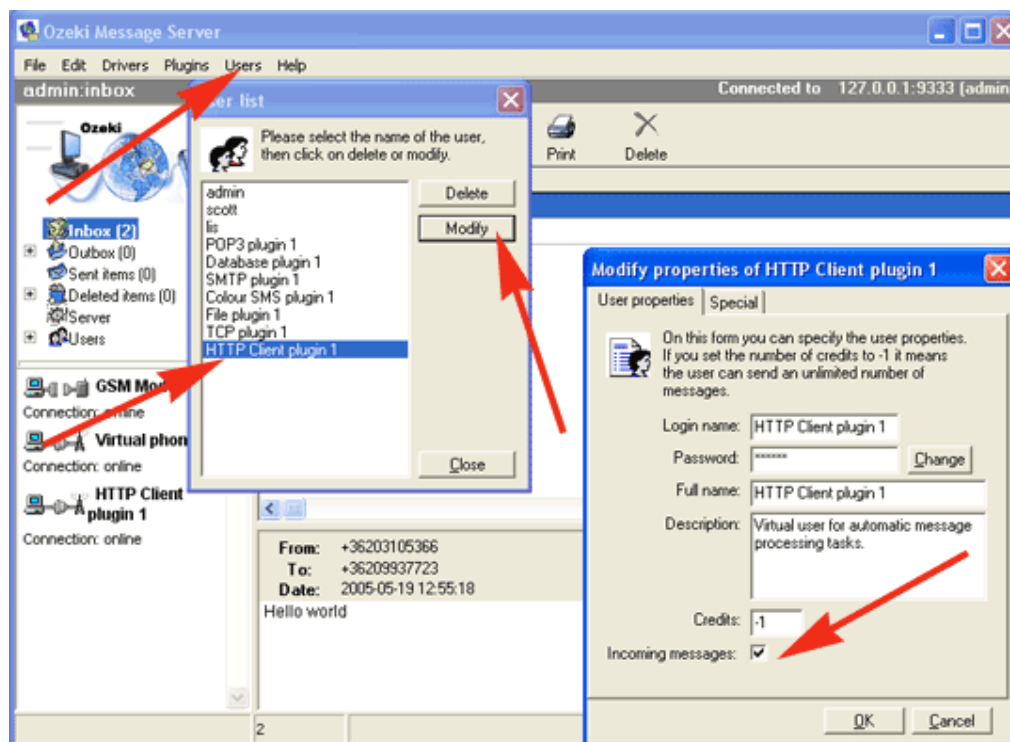 Ozeki Message Server
File Edit Drivers Plugins Users Help
admin:inbox
Connected to 127.0.0.1:9333 (admin
Ozeki
Print
Delete
Inbox (2)
Outbox (0)
Sent items (0)
Deleted items (0)
Server
Users
GSM
Connection: online
Virtual phon
Connection: online
HTTP Client
plugin 1
Connection: online
list
Please select the name of the user,
then click on delete or modify.
admin
scott
lis
POP3 plugin 1
Database plugin 1
SMTP plugin 1
Colour SMS plugin 1
File plugin 1
TCP plugin 1
HTTP Client plugin 1
Delete
Modify
Close
From: +36203105366
To: +36209937723
Date: 2005-05-19 12:55:18
Hello world
2
Modify properties of HTTP Client plugin 1
User properties Special
On this form you can specify the user properties.
If you set the number of credits to -1 it means
the user can send an unlimited number of
messages.
Login name: HTTP Client plugin 1
Password: ****** Change
Full name: HTTP Client plugin 1
Description: Virtual user for automatic message
processing tasks.
Credits: -1
Incoming messages:
OK Cancel